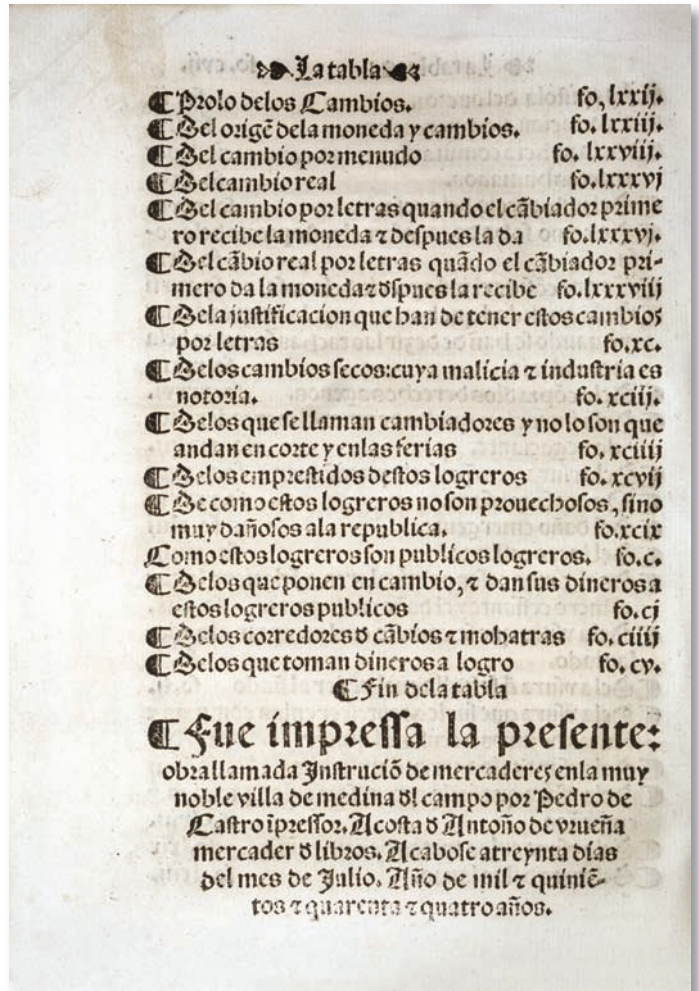 La tabla
¶ Prolo delos Cambios. fo, lxxij.
¶ Del origẽ dela moneda y cambios. fo. lxxiij.
¶ Del cambio por menudo fo. lxxviij.
¶ Del cambio real fo. lxxxvj
¶ Del cambio por letras quando el cãbiador prime
ro recibe la moneda ⁊ despues la da fo. lxxxvj.
¶ Del cãbio real por letras quãdo el cãbiador pri-
mero da la moneda ⁊ dspues la recibe fo. lxxxviij
¶ Dela justificacion que han de tener estos cambios
por letras fo. xc.
¶ Delos cambios secos: cuya malicia ⁊ industria es
notoria. fo. xciij.
¶ Delos que se llaman cambiadores y no lo son que
andan en corte y enlas ferias fo. xciiij
¶ Delos emprestidos destos logreros fo. xcvij
¶ De como estos logreros no son prouechosos, sino
muy dañosos ala republica. fo. xcix
Como estos logreros son publicos logreros. fo. c.
¶ Delos que ponen en cambio, ⁊ dan sus dineros a
estos logreros publicos fo. cj
¶ Delos corredores d cãbios ⁊ mohatras fo. ciiij
¶ Delos que toman dineros a logro fo. cv.
¶ Fin dela tabla
¶ Fue impressa la presente:
obra llamada Instruciõ de mercaderes enla muy
noble villa de medina dl campo por Pedro de
Castro ĩpressor. A costa d Antoño de vrueña
mercader d libros. Acabose a treynta dias
del mes de Julio. Año de mil ⁊ quiniẽ-
tos ⁊ quarenta ⁊ quatro años.